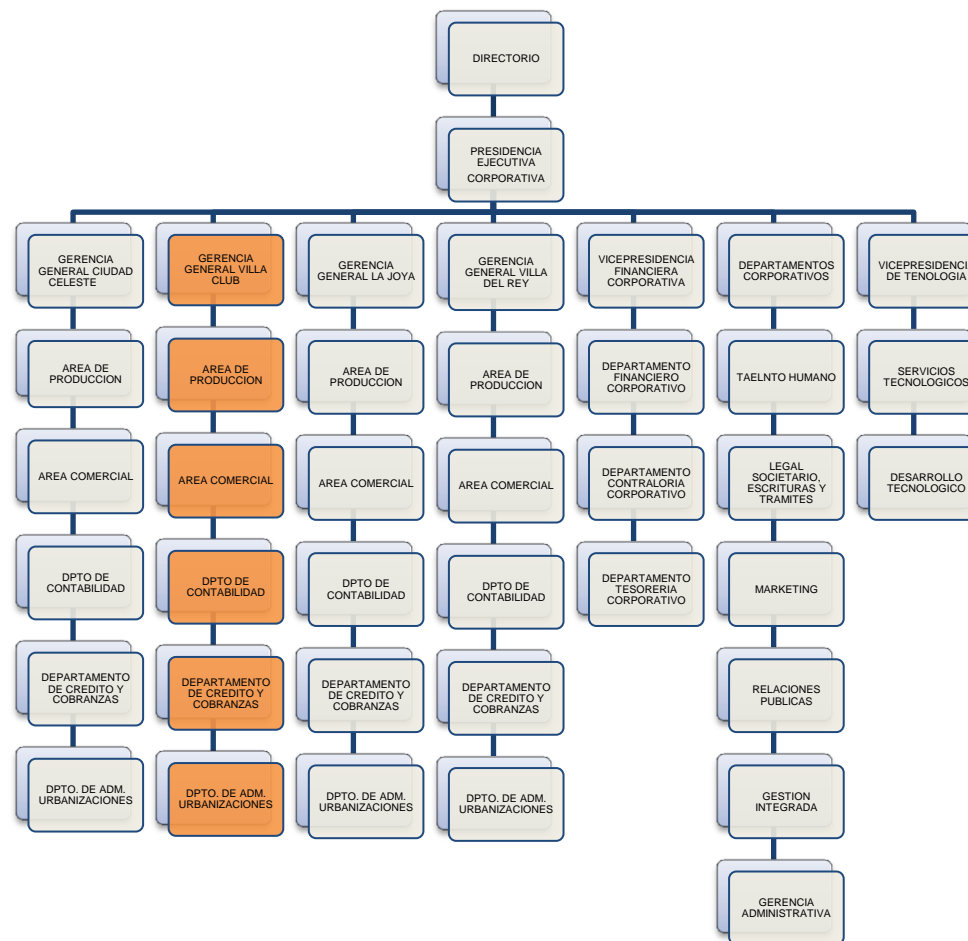 DIRECTORIO
PRESIDENCIA
EJECUTIVA
CORPORATIVA
GERENCIA
GENERAL CIUDAD
CELESTE
AREA DE
PRODUCCION
AREA COMERCIAL
DPTO DE
CONTABILIDAD
DEPARTAMENTO
DE CREDITO Y
COBRANZAS
DPTO. DE ADM.
URBANIZACIONES
GERENCIA
GENERAL VILLA
CLUB
AREA DE
PRODUCCION
AREA COMERCIAL
DPTO DE
CONTABILIDAD
DEPARTAMENTO
DE CREDITO Y
COBRANZAS
DPTO. DE ADM.
URBANIZACIONES
GERENCIA
GENERAL LA JOYA
AREA DE
PRODUCCION
AREA COMERCIAL
DPTO DE
CONTABILIDAD
DEPARTAMENTO
DE CREDITO Y
COBRANZAS
DPTO. DE ADM.
URBANIZACIONES
GERENCIA
GENERAL VILLA
DEL REY
AREA DE
PRODUCCION
AREA COMERCIAL
DPTO DE
CONTABILIDAD
DEPARTAMENTO
DE CREDITO Y
COBRANZAS
DPTO. DE ADM.
URBANIZACIONES
VICEPRESIDENCIA
FINANCIERA
CORPORATIVA
DEPARTAMENTO
FINANCIERO
CORPORATIVO
DEPARTAMENTO
CONTRALORIA
CORPORATIVO
DEPARTAMENTO
TESORERIA
CORPORATIVO
DEPARTAMENTOS
CORPORATIVOS
TAELNTO HUMANO
LEGAL
SOCIETARIO,
ESCRITURAS Y
TRAMITES
MARKETING
RELACIONES
PUBLICAS
GESTION
INTEGRADA
GERENCIA
ADMINISTRATIVA
VICEPRESIDENCIA
DE TENOLOGIA
SERVICIOS
TECNOLOGICOS
DESARROLLO
TECNOLOGICO